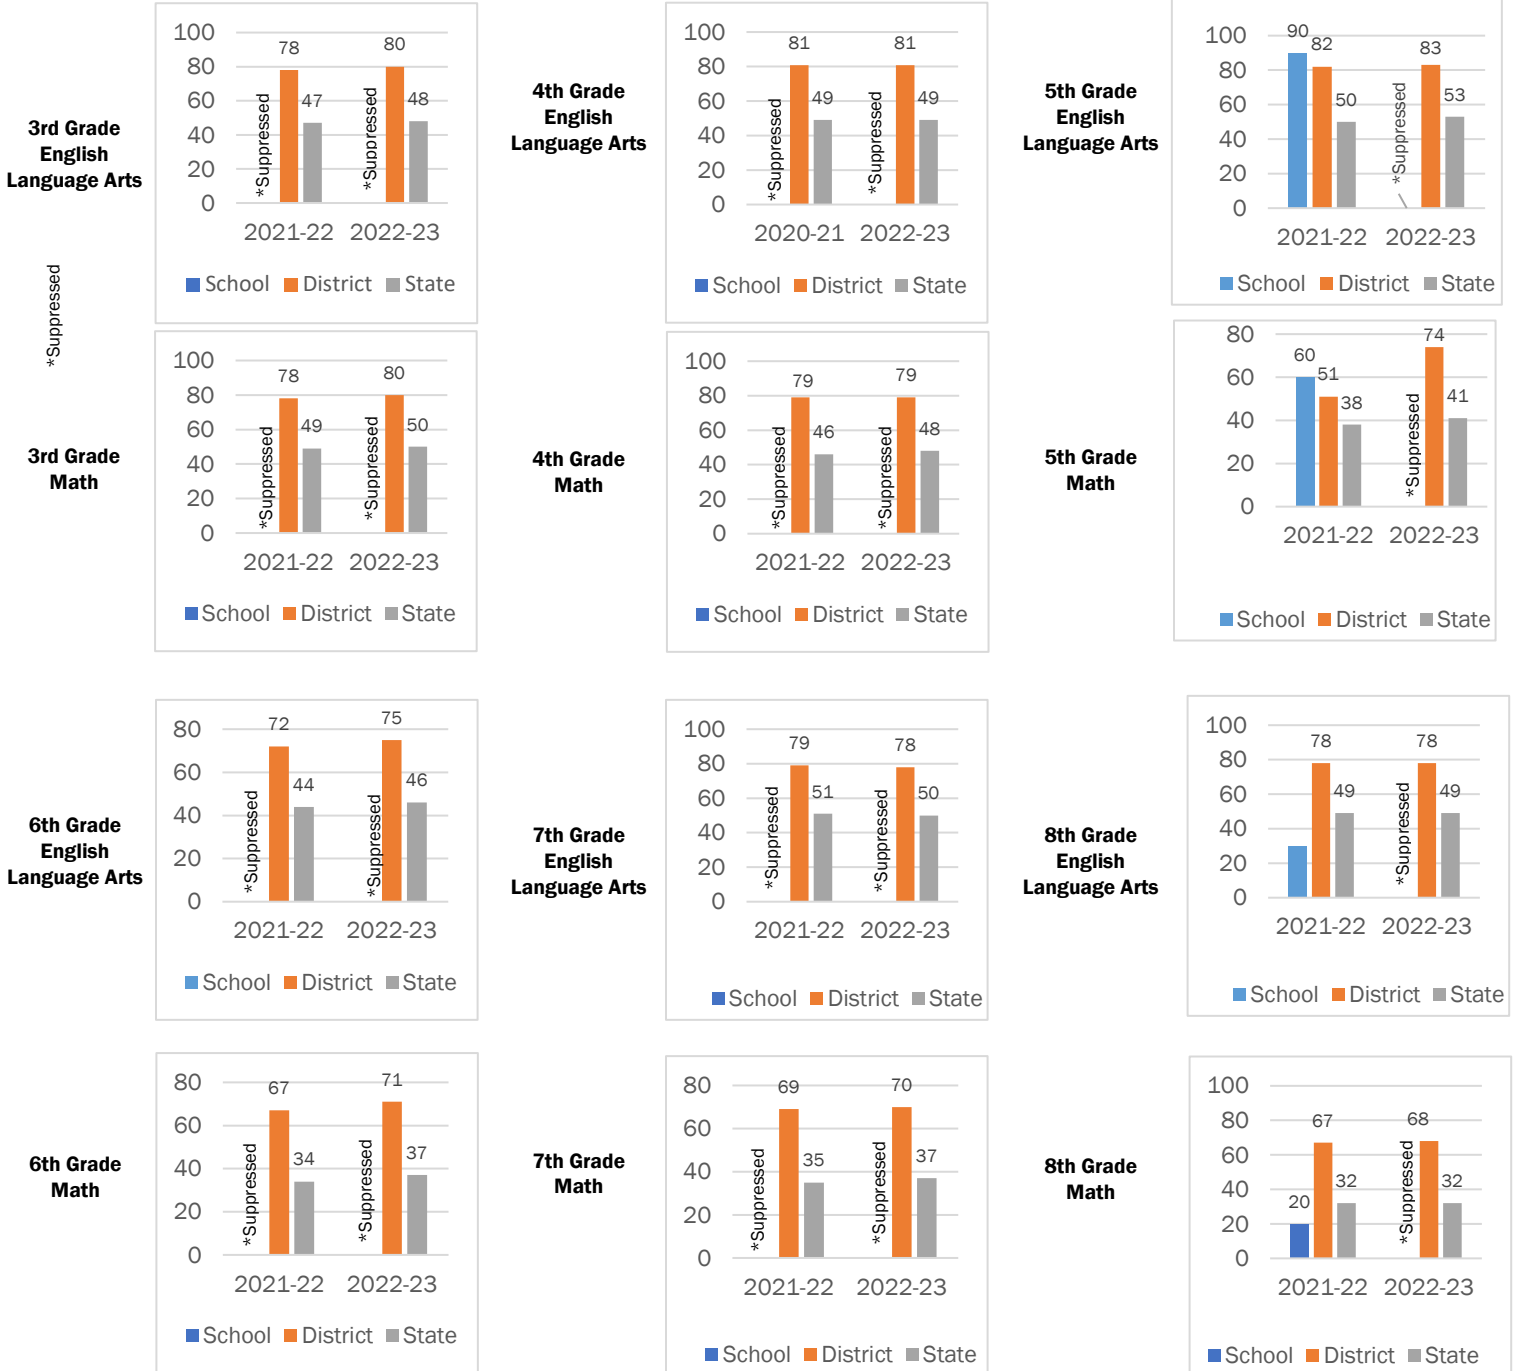 3rd Grade
English
Language Arts
100
80
60
40
20
0
78
80
47
48
*Suppressed
*Suppressed
2021-22 2022-23
School District State
4th Grade
English
Language Arts
100
80
60
40
20
0
81
81
49
49
*Suppressed
*Suppressed
2020-21 2022-23
School District State
5th Grade
English
Language Arts
100
80
60
40
20
0
90
82
83
50
53
*Suppressed
2021-22 2022-23
School District State
*Suppressed
3rd Grade
Math
100
80
60
40
20
0
78
80
49
50
*Suppressed
*Suppressed
2021-22 2022-23
School District State
4th Grade
Math
100
80
60
40
20
0
79
79
46
48
*Suppressed
*Suppressed
2021-22 2022-23
School District State
5th Grade
Math
80
60
40
20
0
60
51
38
74
41
*Suppressed
2021-22 2022-23
School District State
6th Grade
English
Language Arts
80
60
40
20
0
72
75
44
46
*Suppressed
*Suppressed
2021-22 2022-23
School District State
7th Grade
English
Language Arts
100
80
60
40
20
0
79
78
51
50
*Suppressed
*Suppressed
2021-22 2022-23
School District State
8th Grade
English
Language Arts
100
80
60
40
20
0
78
78
49
49
*Suppressed
2021-22 2022-23
School District State
6th Grade
Math
80
60
40
20
0
67
71
34
37
*Suppressed
*Suppressed
2021-22 2022-23
School District State
7th Grade
Math
80
60
40
20
0
69
70
35
37
*Suppressed
*Suppressed
2021-22 2022-23
School District State
8th Grade
Math
100
80
60
40
20
0
20
67
32
68
32
*Suppressed
2021-22 2022-23
School District State